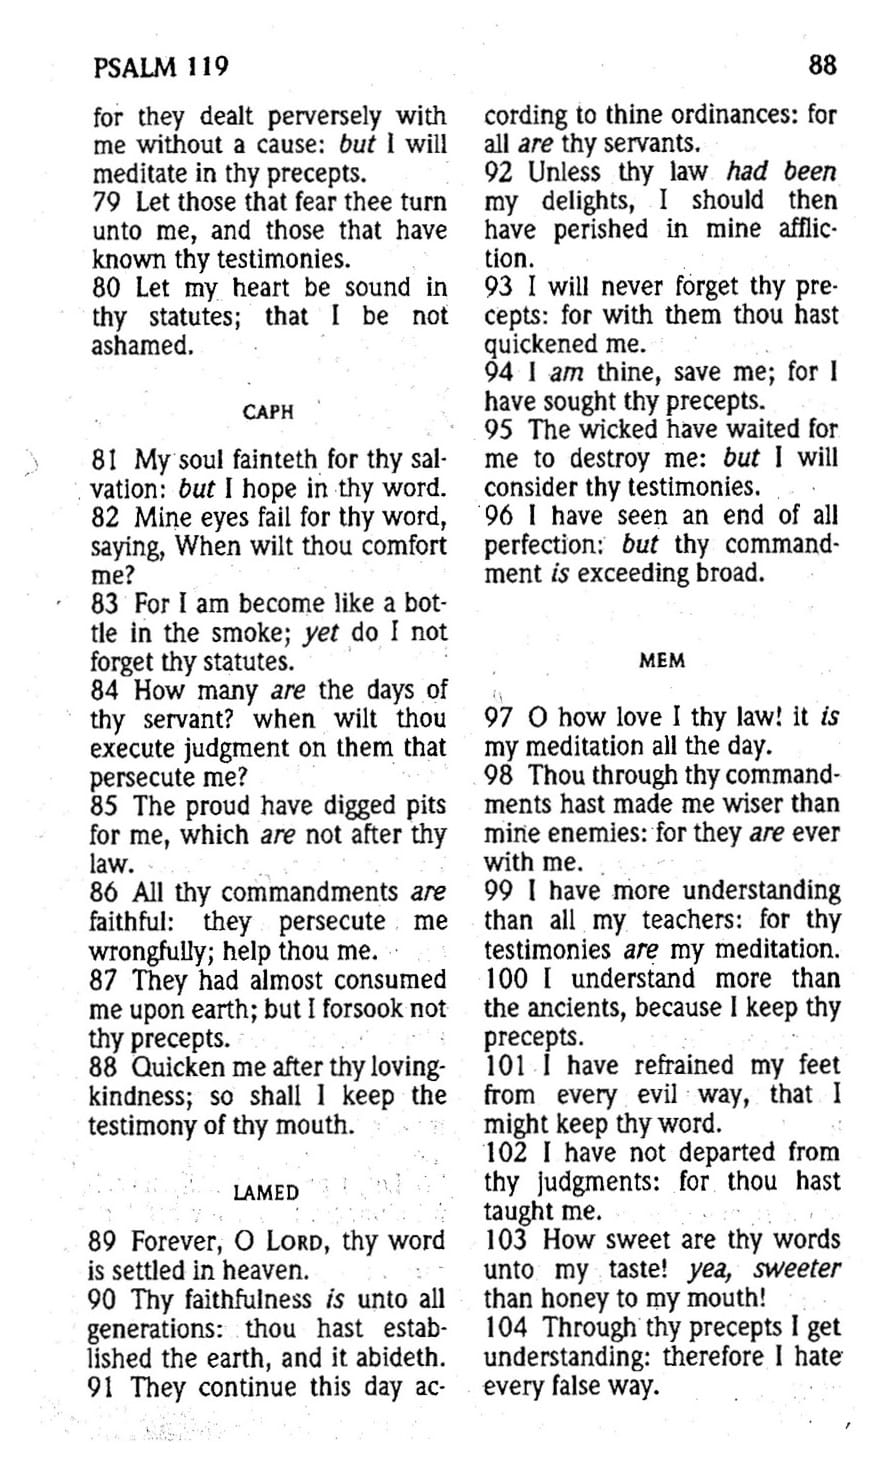 PSALM 119
88
for they dealt perversely with
me without a cause: but I will
meditate in thy precepts.
79 Let those that fear thee turn
unto me, and those that have
known thy testimonies.
80 Let my heart be sound in
thy statutes; that I be not
ashamed.
CAPH
81 My soul fainteth for thy sal-
vation: but I hope in thy word.
82 Mine eyes fail for thy word,
saying, When wilt thou comfort
me?
83 For I am become like a bot-
tle in the smoke; yet do I not
forget thy statutes.
84 How many are the days of
thy servant? when wilt thou
execute judgment on them that
persecute me?
85 The proud have digged pits
for me, which are not after thy
law.
86 All thy commandments are
faithful: they persecute me
wrongfully; help thou me.
87 They had almost consumed
me upon earth; but I forsook not
thy precepts.
88 Quicken me after thy loving-
kindness; so shall I keep the
testimony of thy mouth.
LAMED
89 Forever, O LORD, thy word
is settled in heaven.
90 Thy faithfulness is unto all
generations: thou hast estab-
lished the earth, and it abideth.
91 They continue this day ac-
cording to thine ordinances: for
all are thy servants.
92 Unless thy law had been
my delights, I should then
have perished in mine afflic-
tion.
93 I will never forget thy pre-
cepts: for with them thou hast
quickened me.
94 I am thine, save me; for I
have sought thy precepts.
95 The wicked have waited for
me to destroy me: but I will
consider thy testimonies.
96 I have seen an end of all
perfection: but thy command-
ment is exceeding broad.
MEM
97 O how love I thy law! it is
my meditation all the day.
98 Thou through thy command-
ments hast made me wiser than
mine enemies: for they are ever
with me.
99 I have more understanding
than all my teachers: for thy
testimonies are my meditation.
100 I understand more than
the ancients, because I keep thy
precepts.
101 I have refrained my feet
from every evil way, that I
might keep thy word.
102 I have not departed from
thy judgments: for thou hast
taught me.
103 How sweet are thy words
unto my taste! yea, sweeter
than honey to my mouth!
104 Through thy precepts I get
understanding: therefore I hate
every false way.